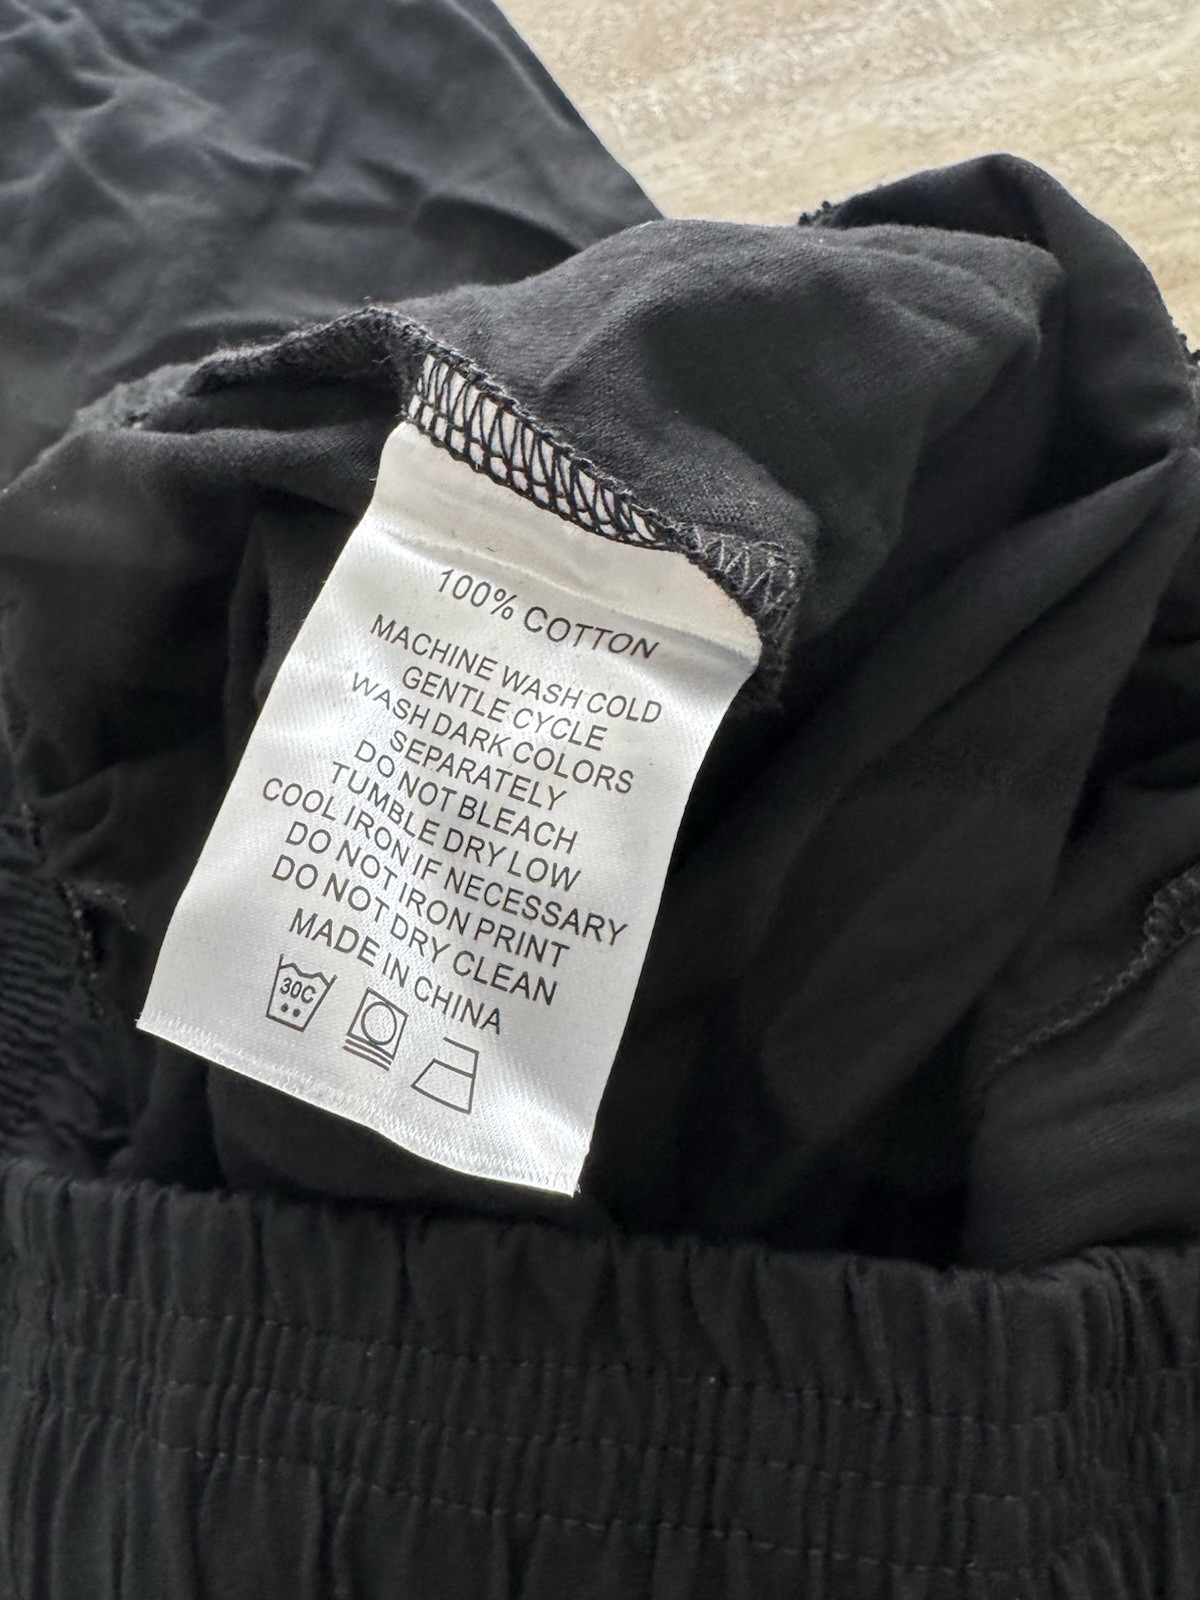 100% COTTON
MACHINE WASH COLD
GENTLE CYCLE
WASH DARK COLORS
SEPARATELY
DO NOT BLEACH
TUMBLE DRY LOW
COOL IRON IF NECESSARY
DO NOT IRON PRINT
DO NOT DRY CLEAN
MADE IN CHINA
30C